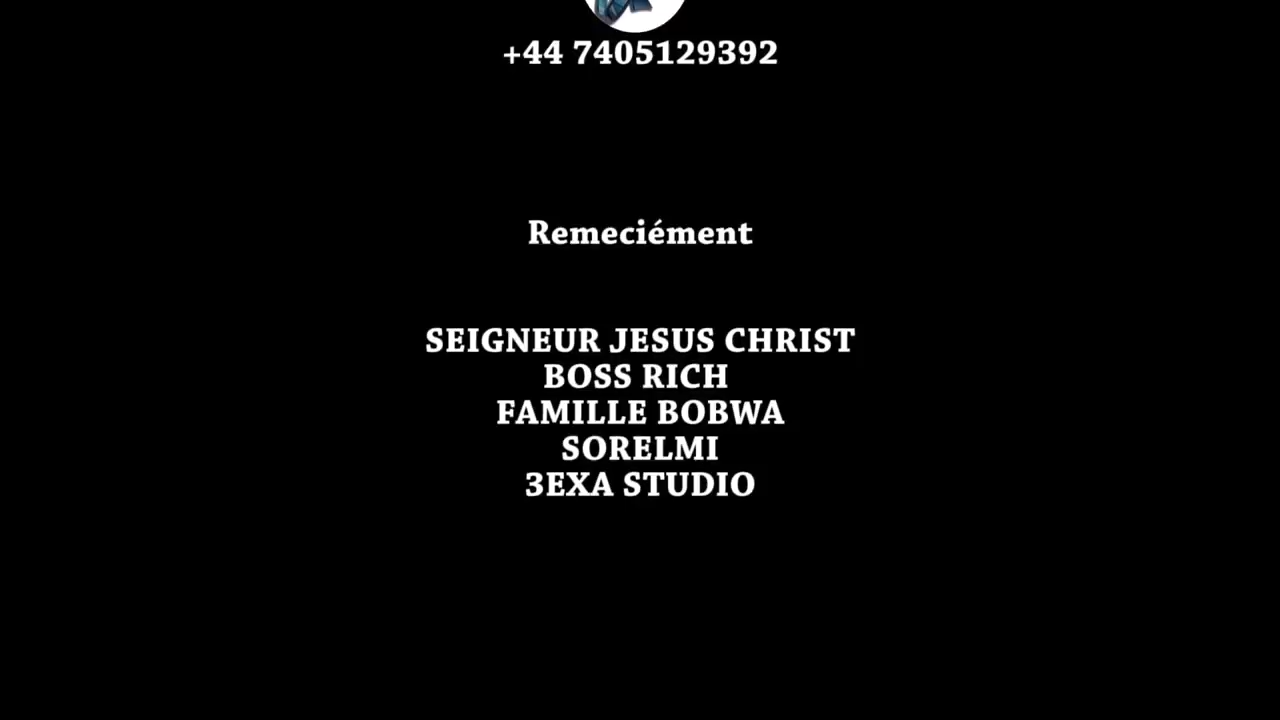 +44 7405129392
Remeciément
SEIGNEUR JESUS CHRIST
BOSS RICH
FAMILLE BOBWA
SORELMI
3EXA STUDIO